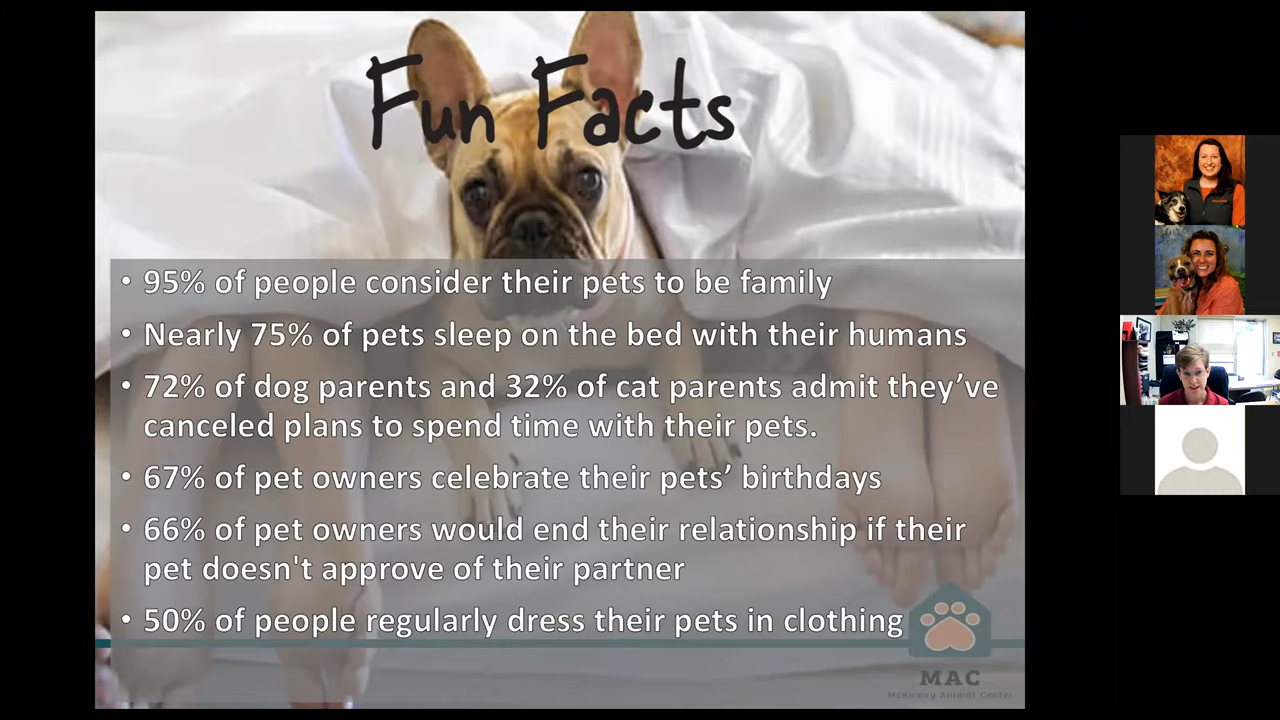 Fun Facts
• 95% of people consider their pets to be family
• Nearly 75% of pets sleep on the bed with their humans
• 72% of dog parents and 32% of cat parents admit they’ve
canceled plans to spend time with their pets.
• 67% of pet owners celebrate their pets’ birthdays
• 66% of pet owners would end their relationship if their
pet doesn't approve of their partner
• 50% of people regularly dress their pets in clothing
MAC
McKamey Animal Center